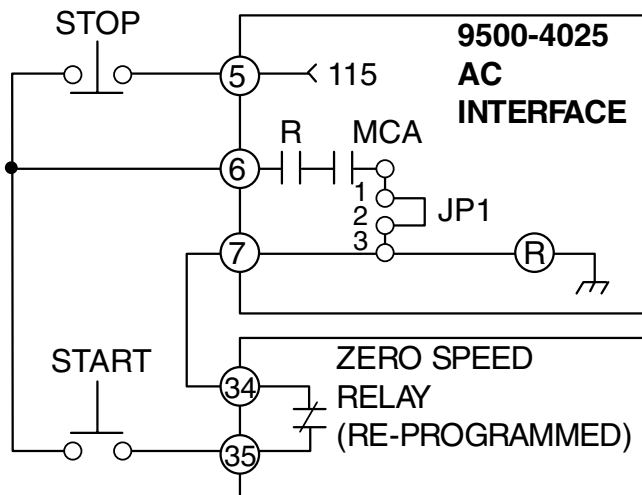 STOP
9500-4025
AC
INTERFACE
5
115
R
MCA
6
1
2
3
JP1
7
R
START
34
ZERO SPEED
RELAY
(RE-PROGRAMMED)
35